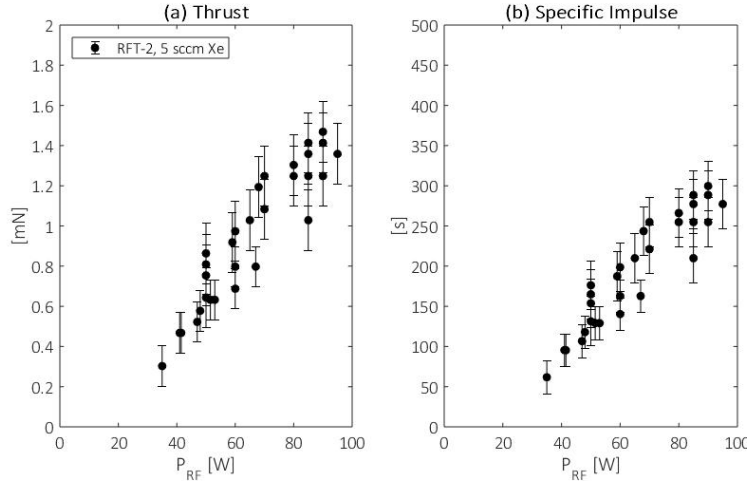 (a) Thrust
2
1.8
1.6
1.4
1.2
1
0.8
0.6
0.4
0.2
0
[mN]
RFT-2, 5 sccm Xe
0 20 40 60 80 100
P_RF [W]
(b) Specific Impulse
500
450
400
350
300
250
200
150
100
50
0
[s]
0 20 40 60 80 100
P_RF [W]